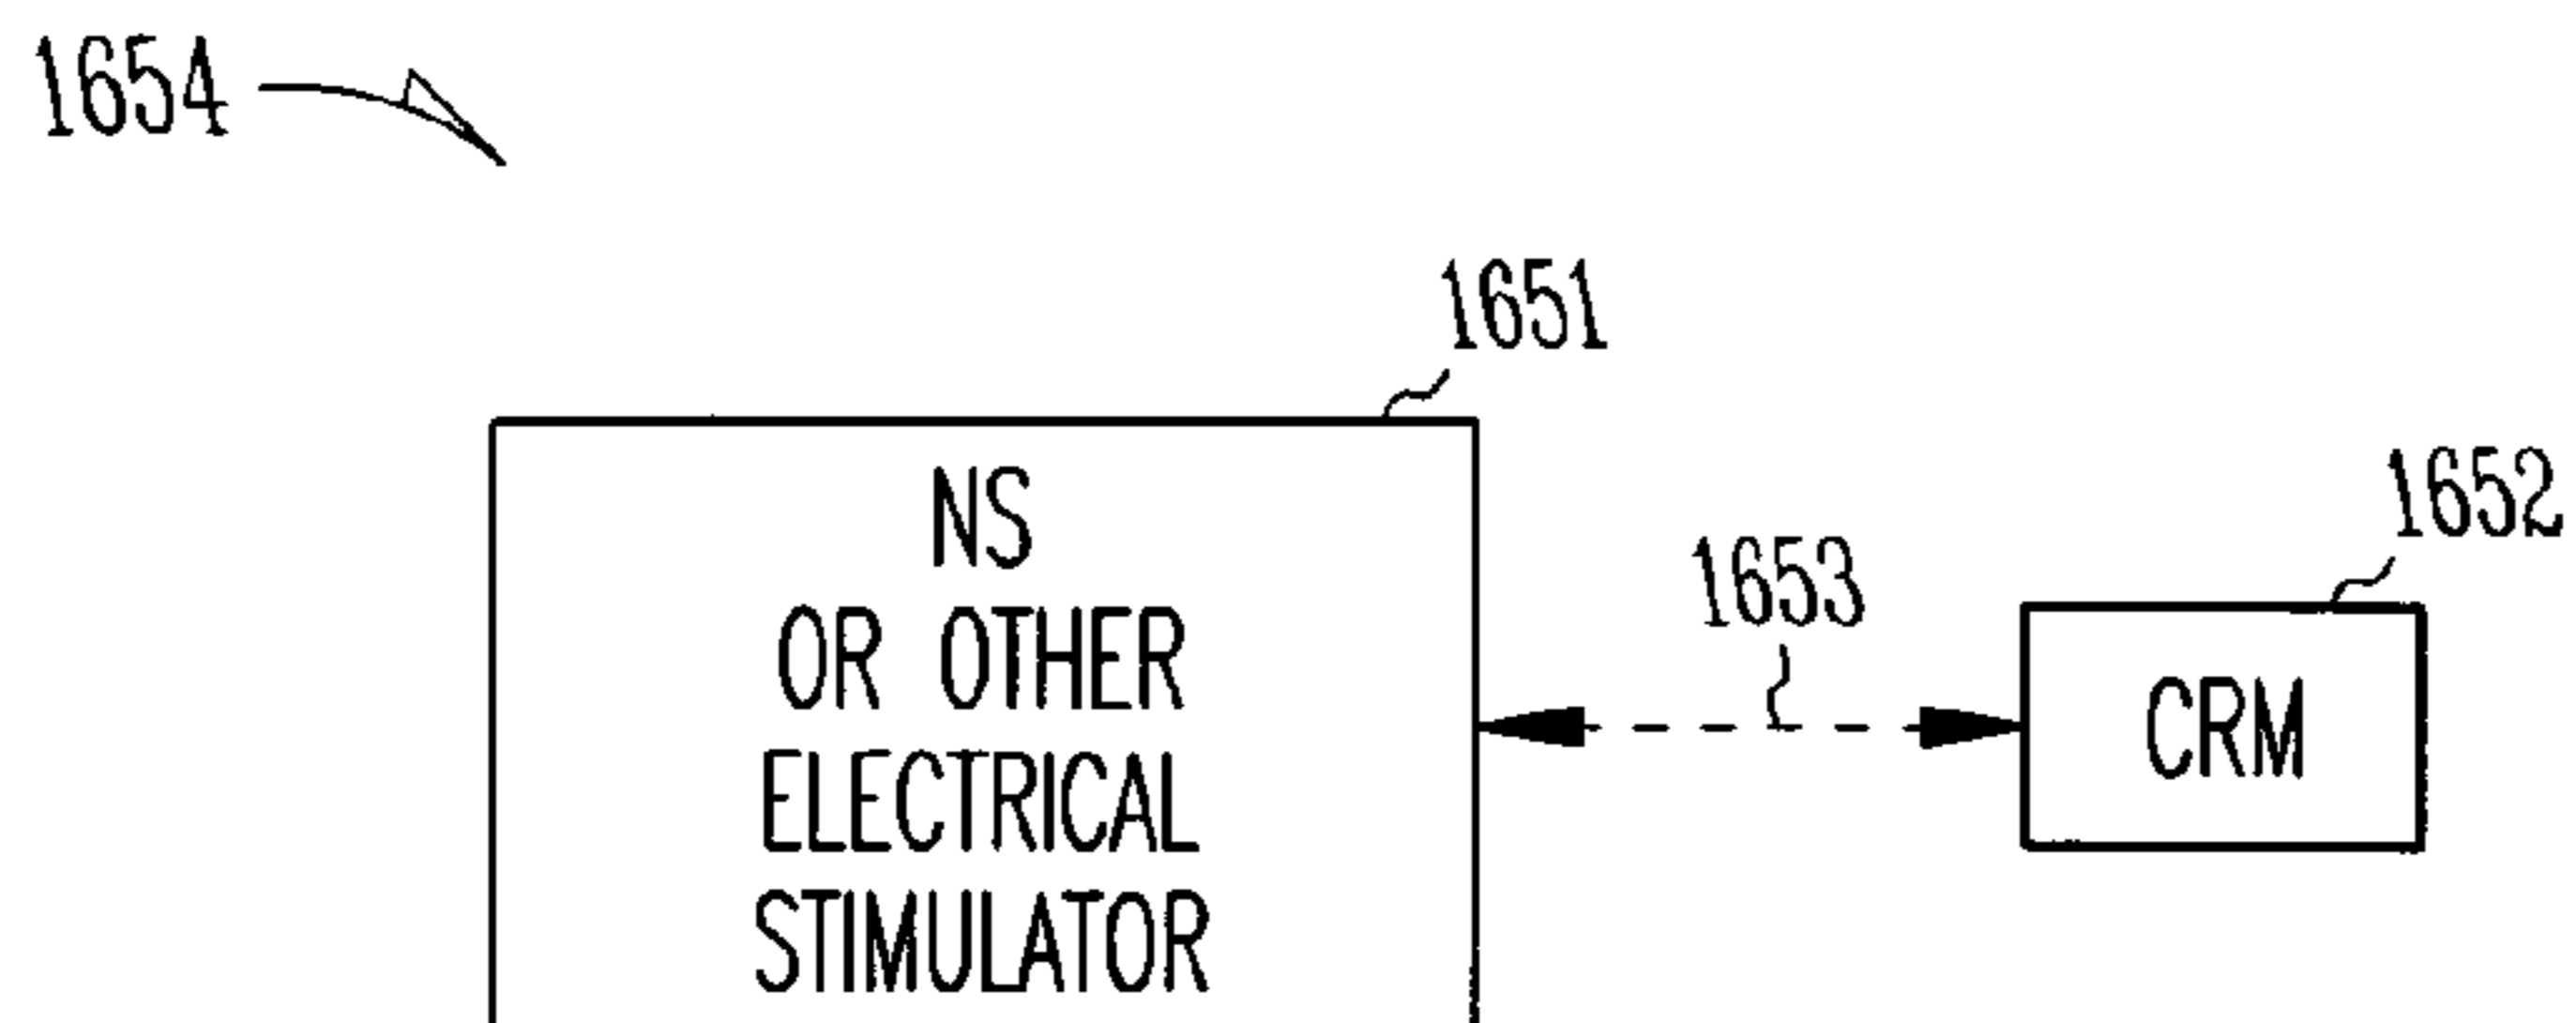 1654
1651
NS
OR OTHER
ELECTRICAL
STIMULATOR
1653
1652
CRM